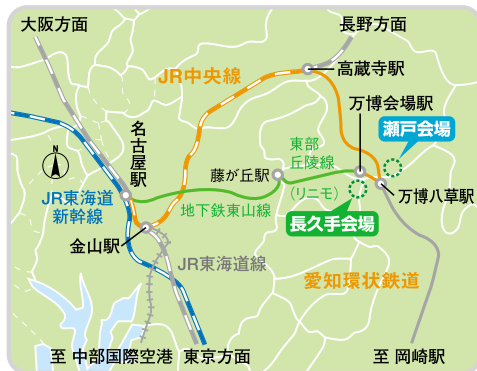 大阪方面
長野方面
JR中央線
高蔵寺駅
万博会場駅
瀬戸会場
名古屋駅
N
東部
丘陵線
藤が丘駅
(リニモ)
万博八草駅
JR東海道
新幹線
地下鉄東山線
長久手会場
金山駅
JR東海道線
愛知環状鉄道
至 中部国際空港
東京方面
至 岡崎駅